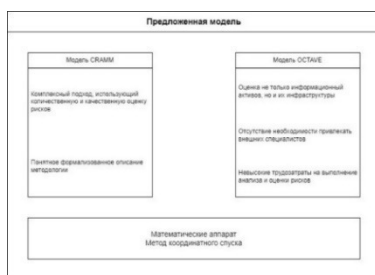 Предложенная модель
Модель CRAMM
Комплексный подход, использующий
количественную и качественную оценку
рисков
Понятное формализованное описание
методологии
Модель OCTAVE
Оценка не только информационный
активов, но и их инфраструктуры
Отсутствие необходимости привлекать
внешних специалистов
Невысокие трудозатраты на выполнение
анализа и оценки рисков
Математические аппарат
Метод координатного спуска